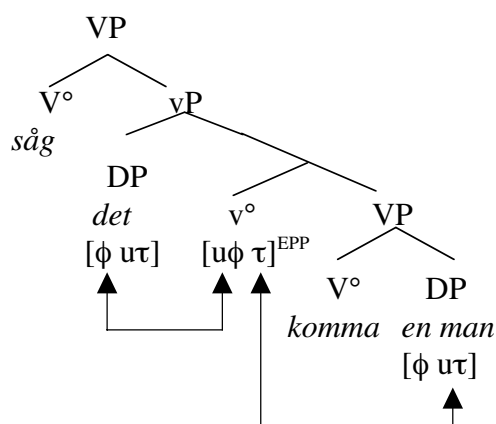 VP
V° vP
såg
DP
det v° VP
[ϕ uτ] [uϕ τ]EPP
V° DP
komma en man
[ϕ uτ]